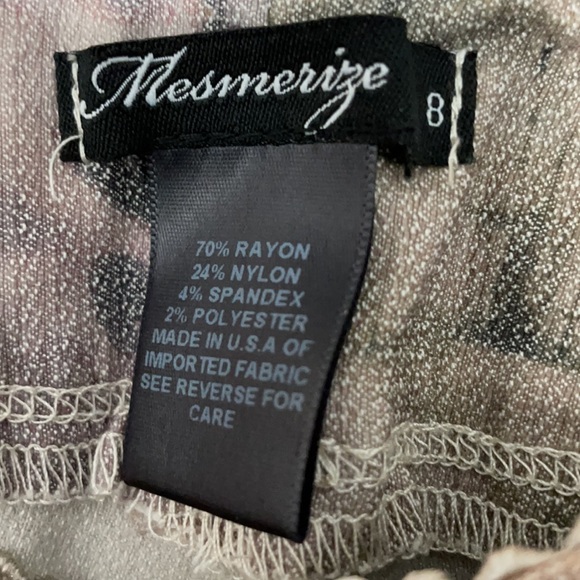 Mesmerize
8
70% RAYON
24% NYLON
4% SPANDEX
2% POLYESTER
MADE IN U.S.A OF
IMPORTED FABRIC
SEE REVERSE FOR
CARE